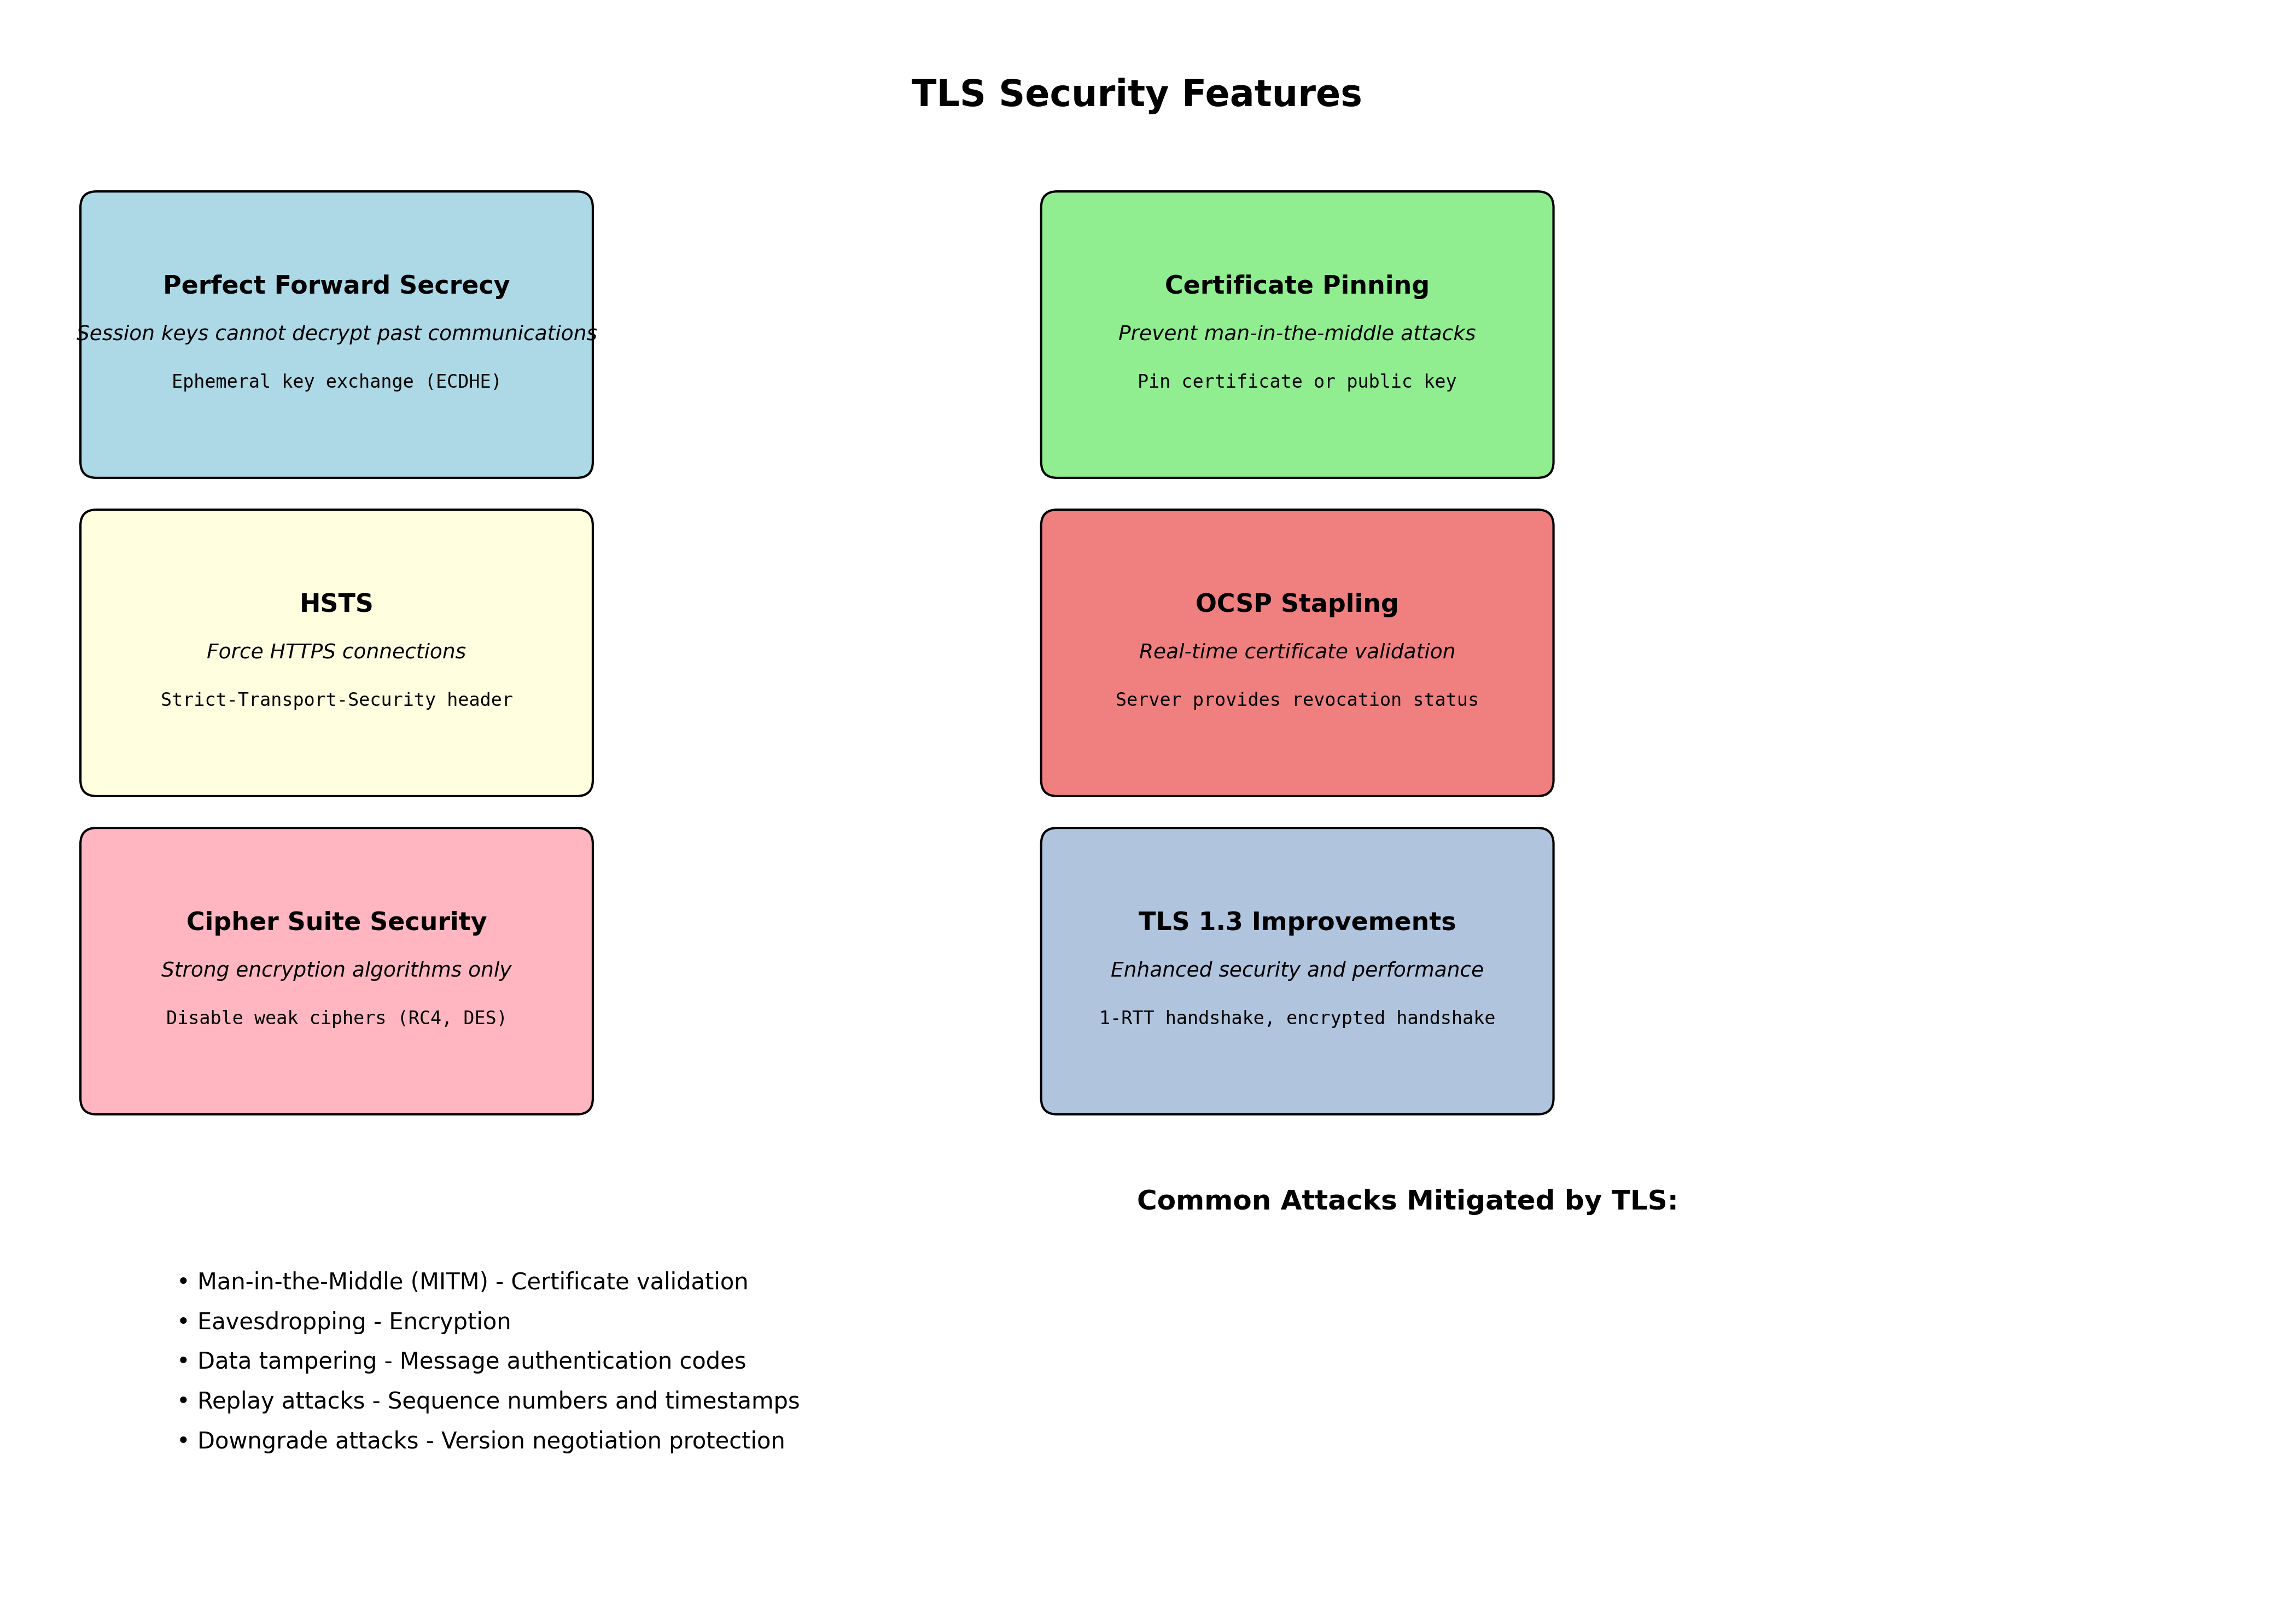 TLS Security Features
Perfect Forward Secrecy
Session keys cannot decrypt past communications
Ephemeral key exchange (ECDHE)
Certificate Pinning
Prevent man-in-the-middle attacks
Pin certificate or public key
HSTS
Force HTTPS connections
Strict-Transport-Security header
OCSP Stapling
Real-time certificate validation
Server provides revocation status
Cipher Suite Security
Strong encryption algorithms only
Disable weak ciphers (RC4, DES)
TLS 1.3 Improvements
Enhanced security and performance
1-RTT handshake, encrypted handshake
Common Attacks Mitigated by TLS:
• Man-in-the-Middle (MITM) - Certificate validation
• Eavesdropping - Encryption
• Data tampering - Message authentication codes
• Replay attacks - Sequence numbers and timestamps
• Downgrade attacks - Version negotiation protection